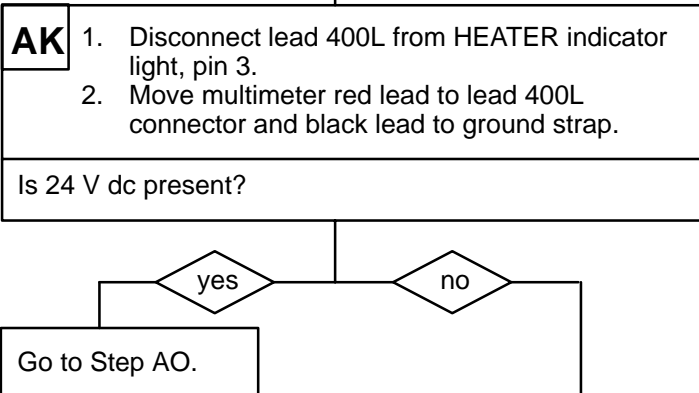 AK
1. Disconnect lead 400L from HEATER indicator
light, pin 3.
2. Move multimeter red lead to lead 400L
connector and black lead to ground strap.
Is 24 V dc present?
yes
no
Go to Step AO.